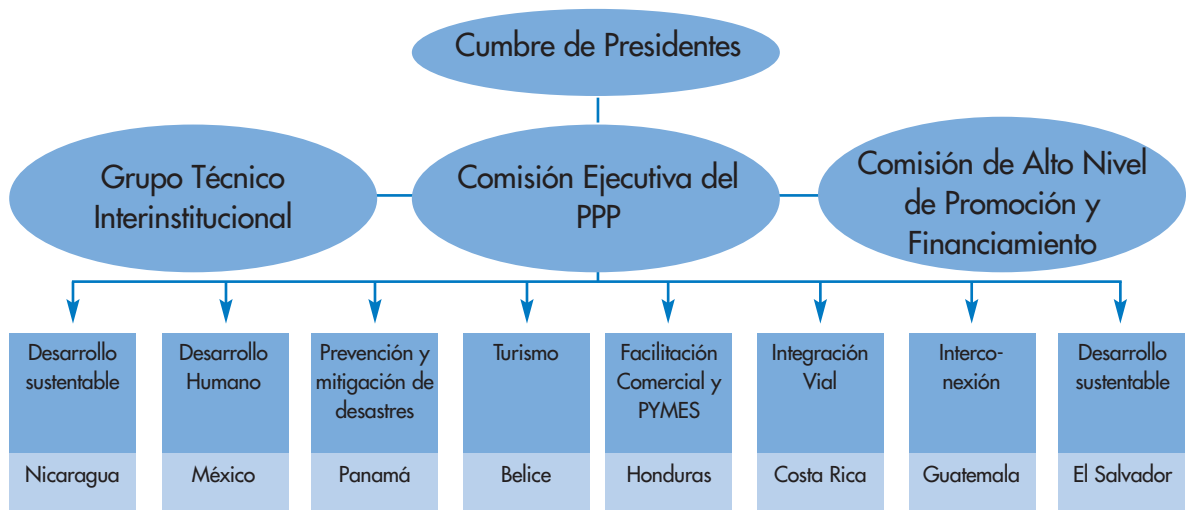 Cumbre de Presidentes
Grupo Técnico
Interinstitucional
Comisión Ejecutiva del
PPP
Comisión de Alto Nivel
de Promoción y
Financiamiento
Desarrollo
sustentable
Nicaragua
Desarrollo
Humano
México
Prevención y
mitigación de
desastres
Panamá
Turismo
Belice
Facilitación
Comercial y
PYMES
Honduras
Integración
Vial
Costa Rica
Interco-
nexión
Guatemala
Desarrollo
sustentable
El Salvador